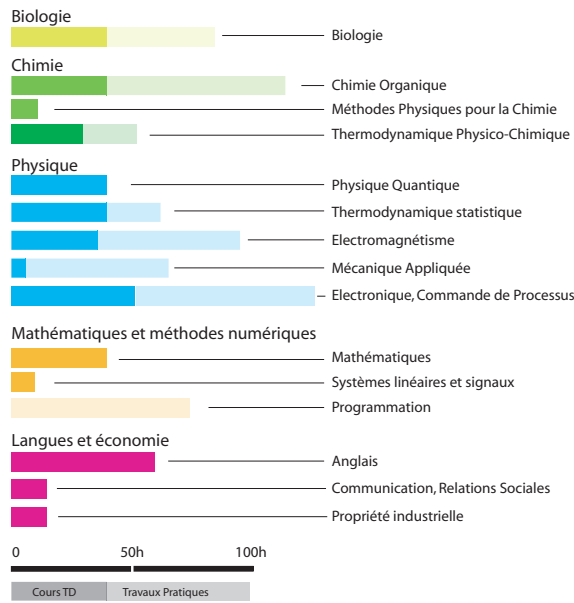 Biologie
Biologie
Chimie
Chimie Organique
Méthodes Physiques pour la Chimie
Thermodynamique Physico-Chimique
Physique
Physique Quantique
Thermodynamique statistique
Electromagnétisme
Mécanique Appliquée
Electronique, Commande de Processus
Mathématiques et méthodes numériques
Mathématiques
Systèmes linéaires et signaux
Programmation
Langues et économie
Anglais
Communication, Relations Sociales
Propriété industrielle
0 50h 100h
Cours TD Travaux Pratiques